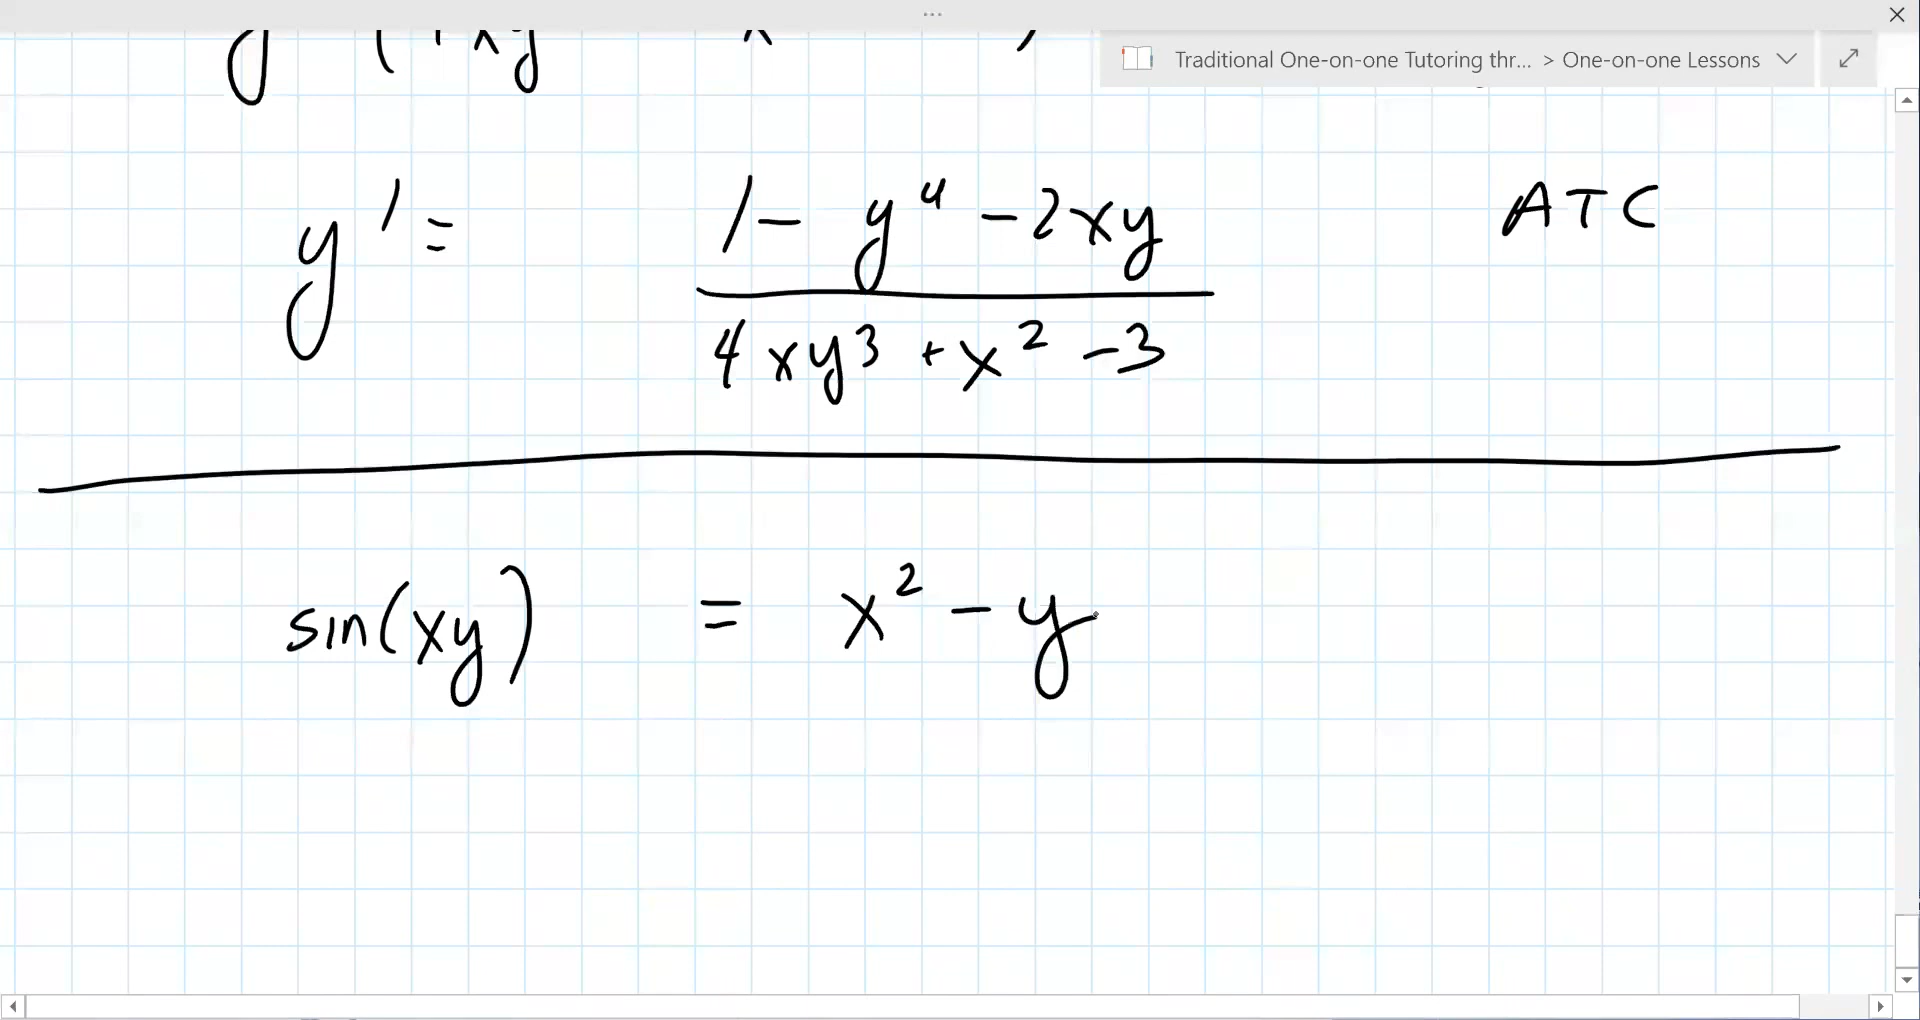 Traditional One-on-one Tutoring thr... > One-on-one Lessons
y' = (1 - y⁴ - 2xy) / (4xy³ + x² - 3) ATC
sin(xy) = x² - y